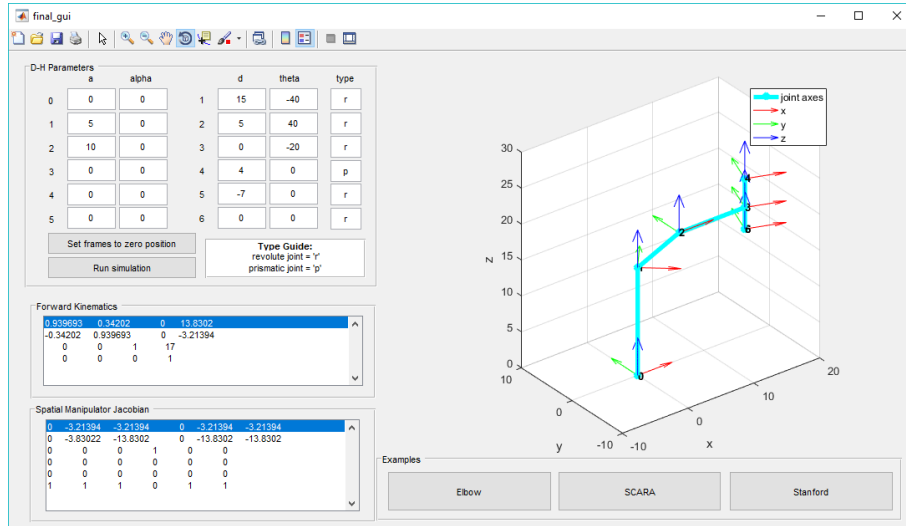 final_gui
D-H Parameters
a alpha d theta type
0 0 0 1 15 -40 r
1 5 0 2 5 40 r
2 10 0 3 0 -20 r
3 0 0 4 4 0 p
4 0 0 5 -7 0 r
5 0 0 6 0 0 r
Set frames to zero position
Run simulation
Type Guide:
revolute joint = 'r'
prismatic joint = 'p'
Forward Kinematics
0.939693 0.34202 0 13.8302
-0.34202 0.939693 0 -3.21394
0 0 1 17
0 0 0 1
Spatial Manipulator Jacobian
0 -3.21394 -3.21394 0 -3.21394 -3.21394
0 -3.83022 -13.8302 0 -13.8302 -13.8302
0 0 0 1 0 0
0 0 0 0 0 0
0 0 0 0 0 0
1 1 1 0 1 1
joint axes
x
y
z
30
25
20
15
10
5
0
z
10
0
-10
y
-10
0
10
20
x
4
3
6
2
0
Examples
Elbow SCARA Stanford